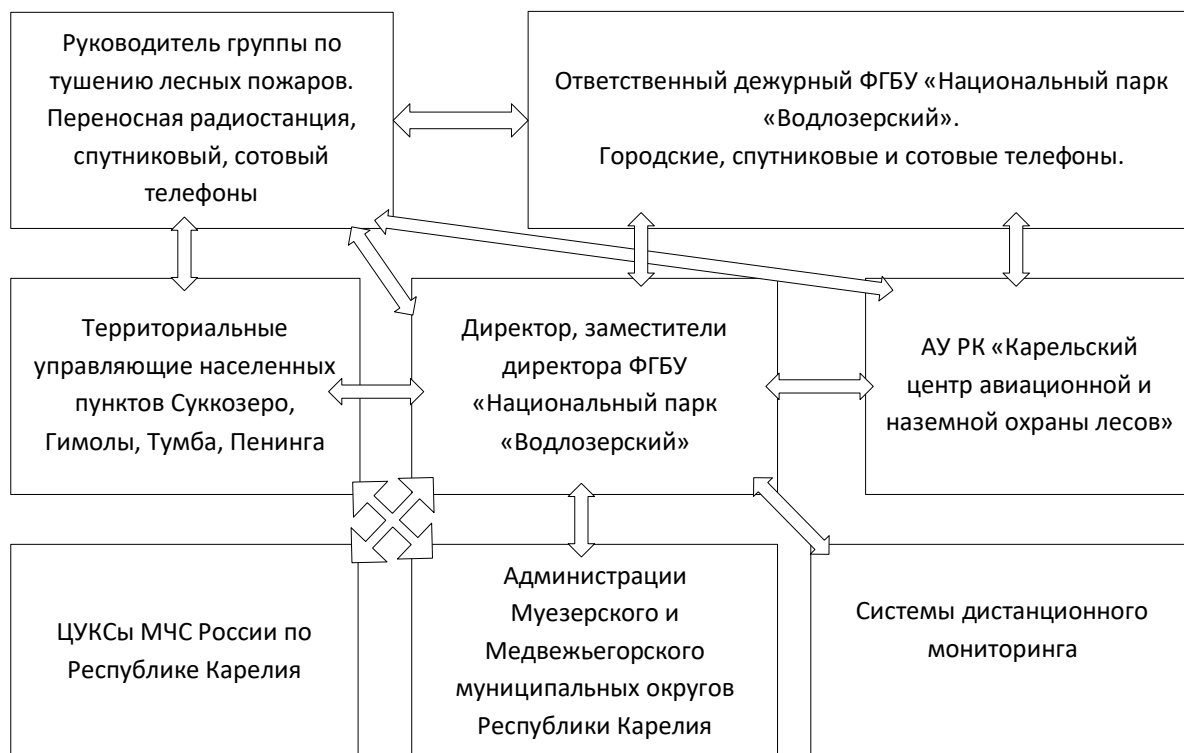 Руководитель группы по
тушению лесных пожаров.
Переносная радиостанция,
спутниковый, сотовый
телефоны
Ответственный дежурный ФГБУ «Национальный парк
«Водлозерский».
Городские, спутниковые и сотовые телефоны.
Территориальные
управляющие населенных
пунктов Суккозеро,
Гимолы, Тумба, Пенинга
Директор, заместители
директора ФГБУ
«Национальный парк
«Водлозерский»
АУ РК «Карельский
центр авиационной и
наземной охраны лесов»
ЦУКСы МЧС России по
Республике Карелия
Администрации
Муезерского и
Медвежьегорского
муниципальных округов
Республики Карелия
Системы дистанционного
мониторинга